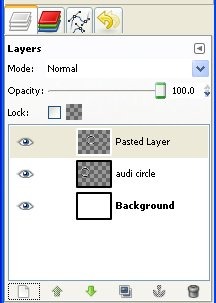 Layers
Mode: Normal
Opacity: 100.0
Lock:
Pasted Layer
audi circle
Background